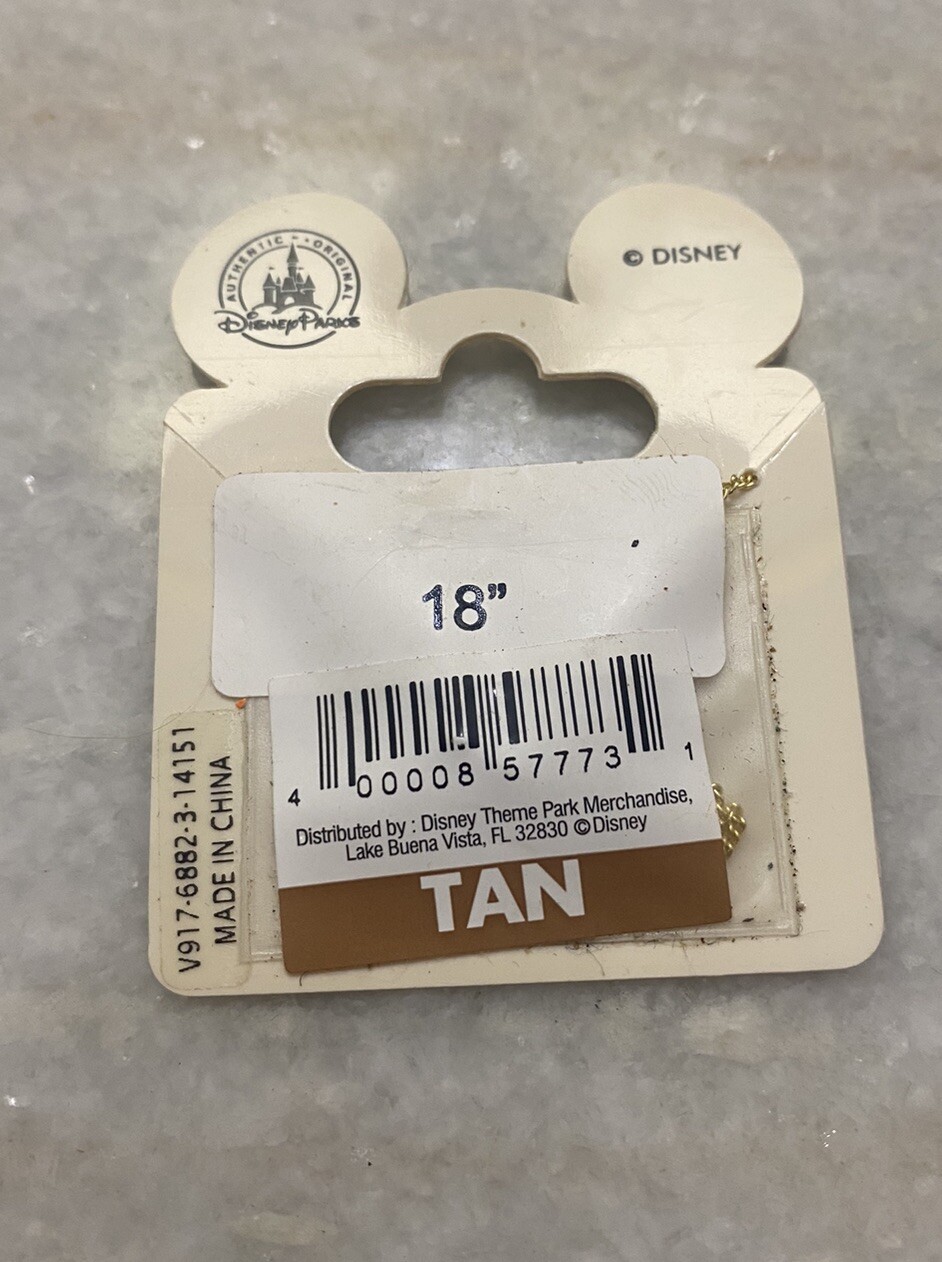 AUTHENTIC • ORIGINAL
Disney Parks
© DISNEY
18”
4 00008 57773 1
Distributed by : Disney Theme Park Merchandise,
Lake Buena Vista, FL 32830 © Disney
TAN
V917-6882-3-14151
MADE IN CHINA